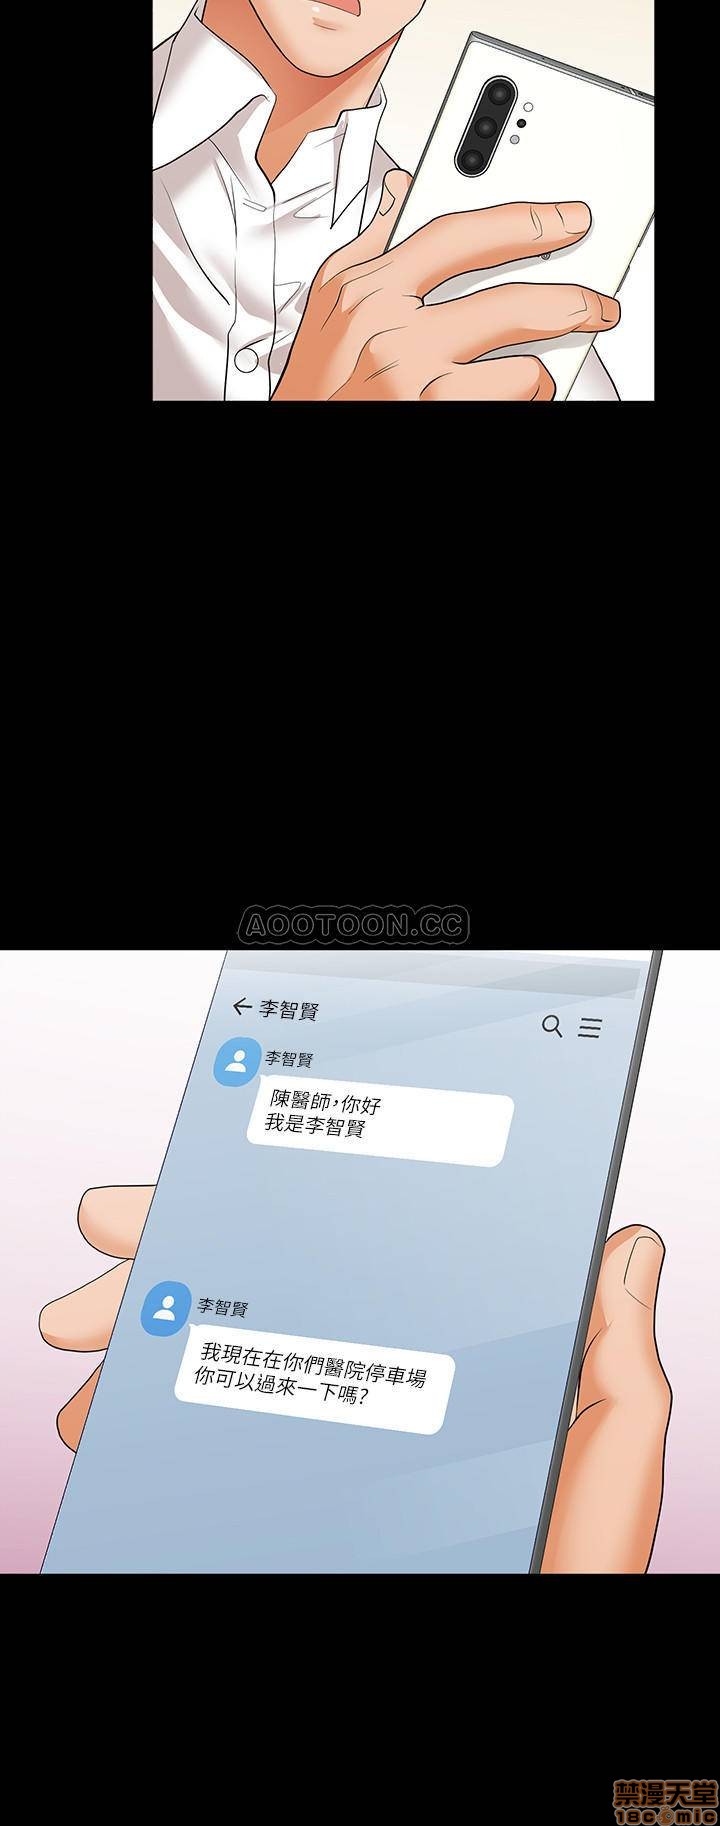 AOOTOON.CC
李智賢
李智賢
陳醫師,你好
我是李智賢
李智賢
我現在在你們醫院停車場
你可以過來一下嗎?
禁漫天堂
18comic